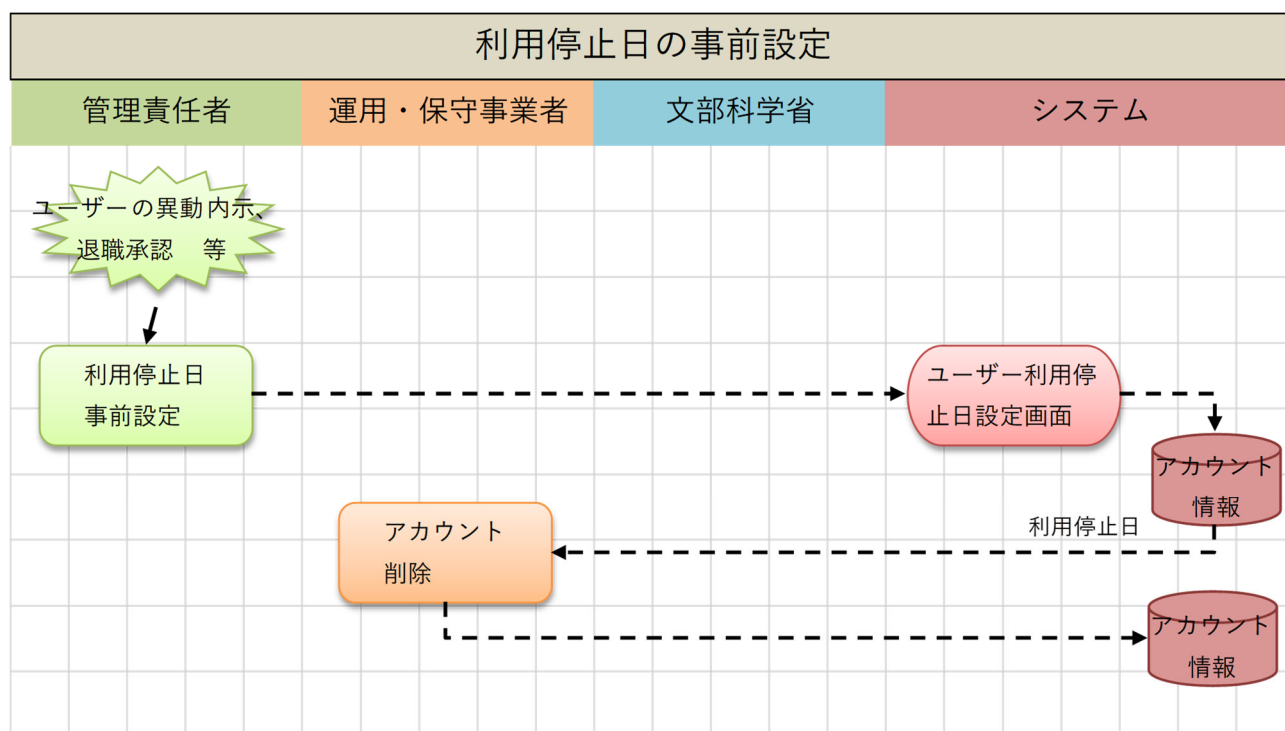 利用停止日の事前設定
管理責任者
運用・保守事業者
文部科学省
システム
ユーザーの異動内示、
退職承認　等
利用停止日
事前設定
ユーザー利用停
止日設定画面
アカウント
情報
利用停止日
アカウント
削除
アカウント
情報